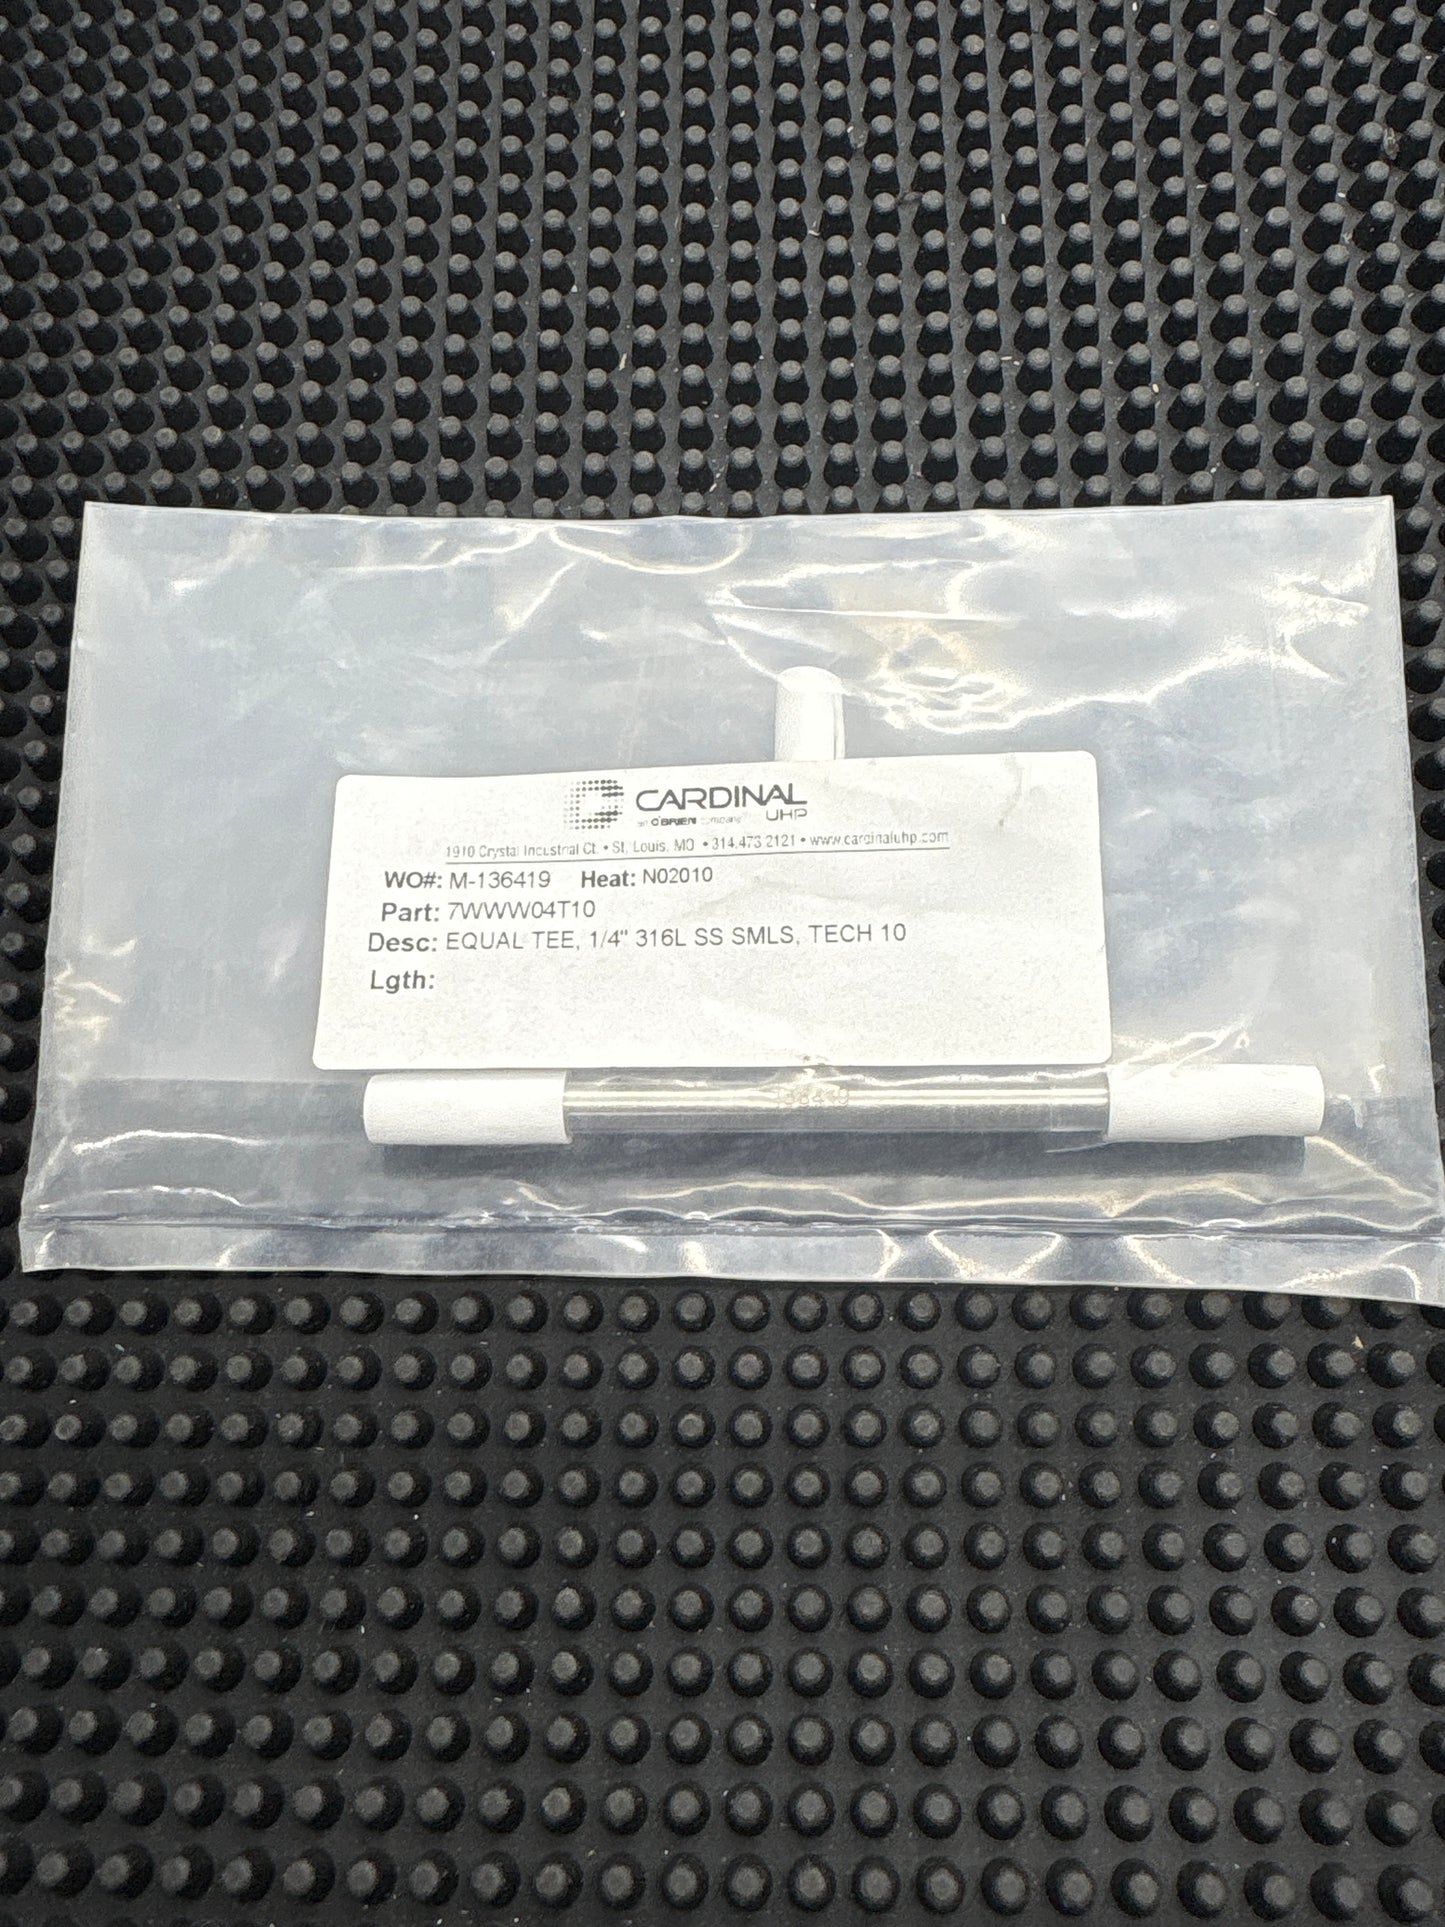 CARDINAL
UHP
an O'BRIEN company
1910 Crystal Industrial Ct. • St. Louis, MO • 314.473.2121 • www.cardinaluhp.com
WO#: M-136419 Heat: N02010
Part: 7WWW04T10
Desc: EQUAL TEE, 1/4" 316L SS SMLS, TECH 10
Lgth: